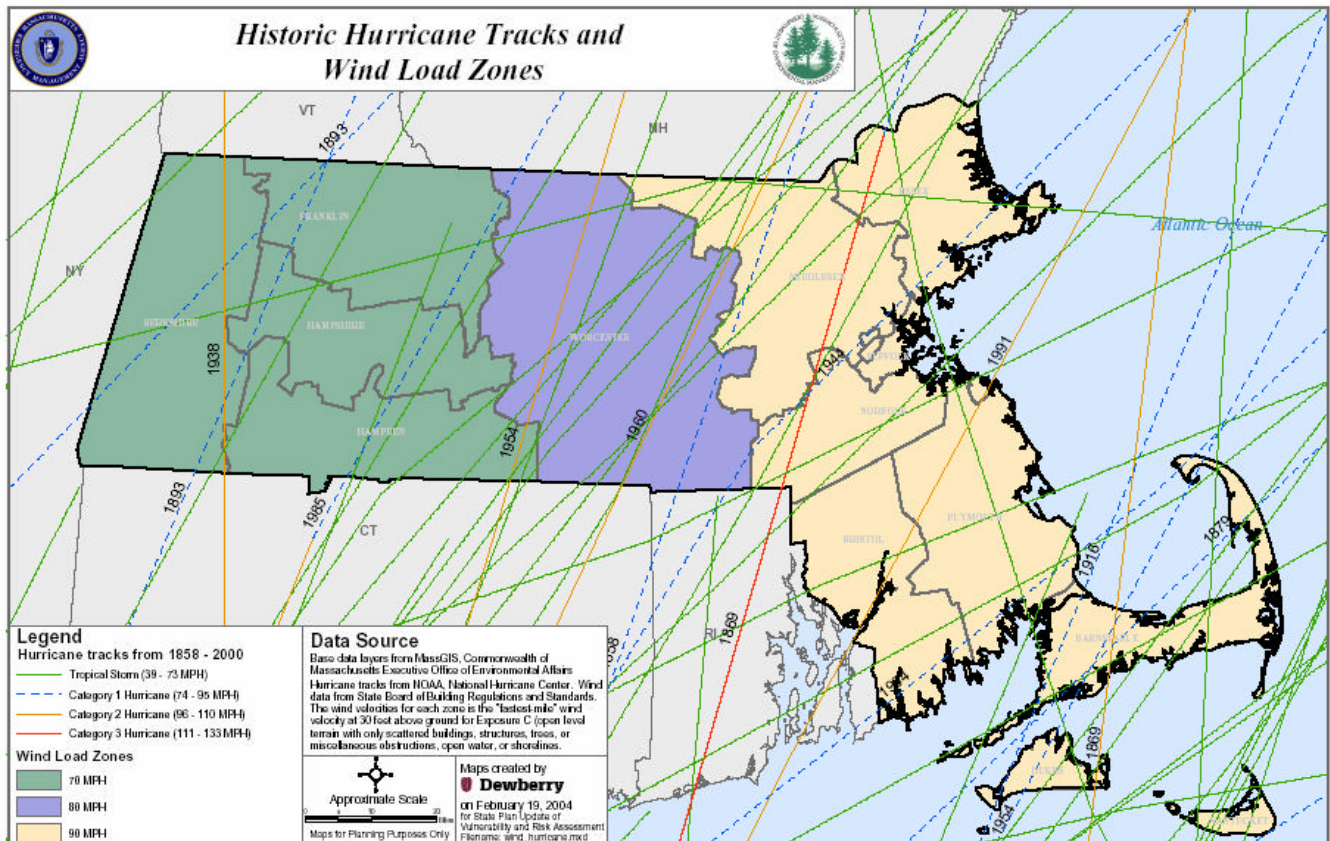 Historic Hurricane Tracks and
Wind Load Zones
VT
NH
1893
ESSEX
Atlantic Ocean
FRANKLIN
NY
MIDDLESEX
BERKSHIRE
HAMPSHIRE
WORCESTER
1938
SUFFOLK
1991
1944
NORFOLK
HAMPDEN
1954
1960
1893
1985
CT
PLYMOUTH
BRISTOL
1879
1916
RI
1869
BARNSTABLE
1869
DUKES
1954
NANTUCKET
Legend
Hurricane tracks from 1858 - 2000
Tropical Storm (39 - 73 MPH)
Category 1 Hurricane (74 - 95 MPH)
Category 2 Hurricane (96 - 110 MPH)
Category 3 Hurricane (111 - 133 MPH)
Wind Load Zones
70 MPH
80 MPH
90 MPH
Data Source
Base data layers from MassGIS, Commonwealth of
Massachusetts Executive Office of Environmental Affairs
Hurricane tracks from NOAA, National Hurricane Center. Wind
data from State Board of Building Regulations and Standards.
The wind velocities for each zone is the "fastest-mile" wind
velocity at 30 feet above ground for Exposure C (open level
terrain with only scattered buildings, structures, trees, or
miscellaneous obstructions, open water, or shorelines.
Approximate Scale
Miles
Maps for Planning Purposes Only
Maps created by
Dewberry
on February 19, 2004
for State Plan Update of
Vulnerability and Risk Assessment
Filename: wind_hurricane.mxd